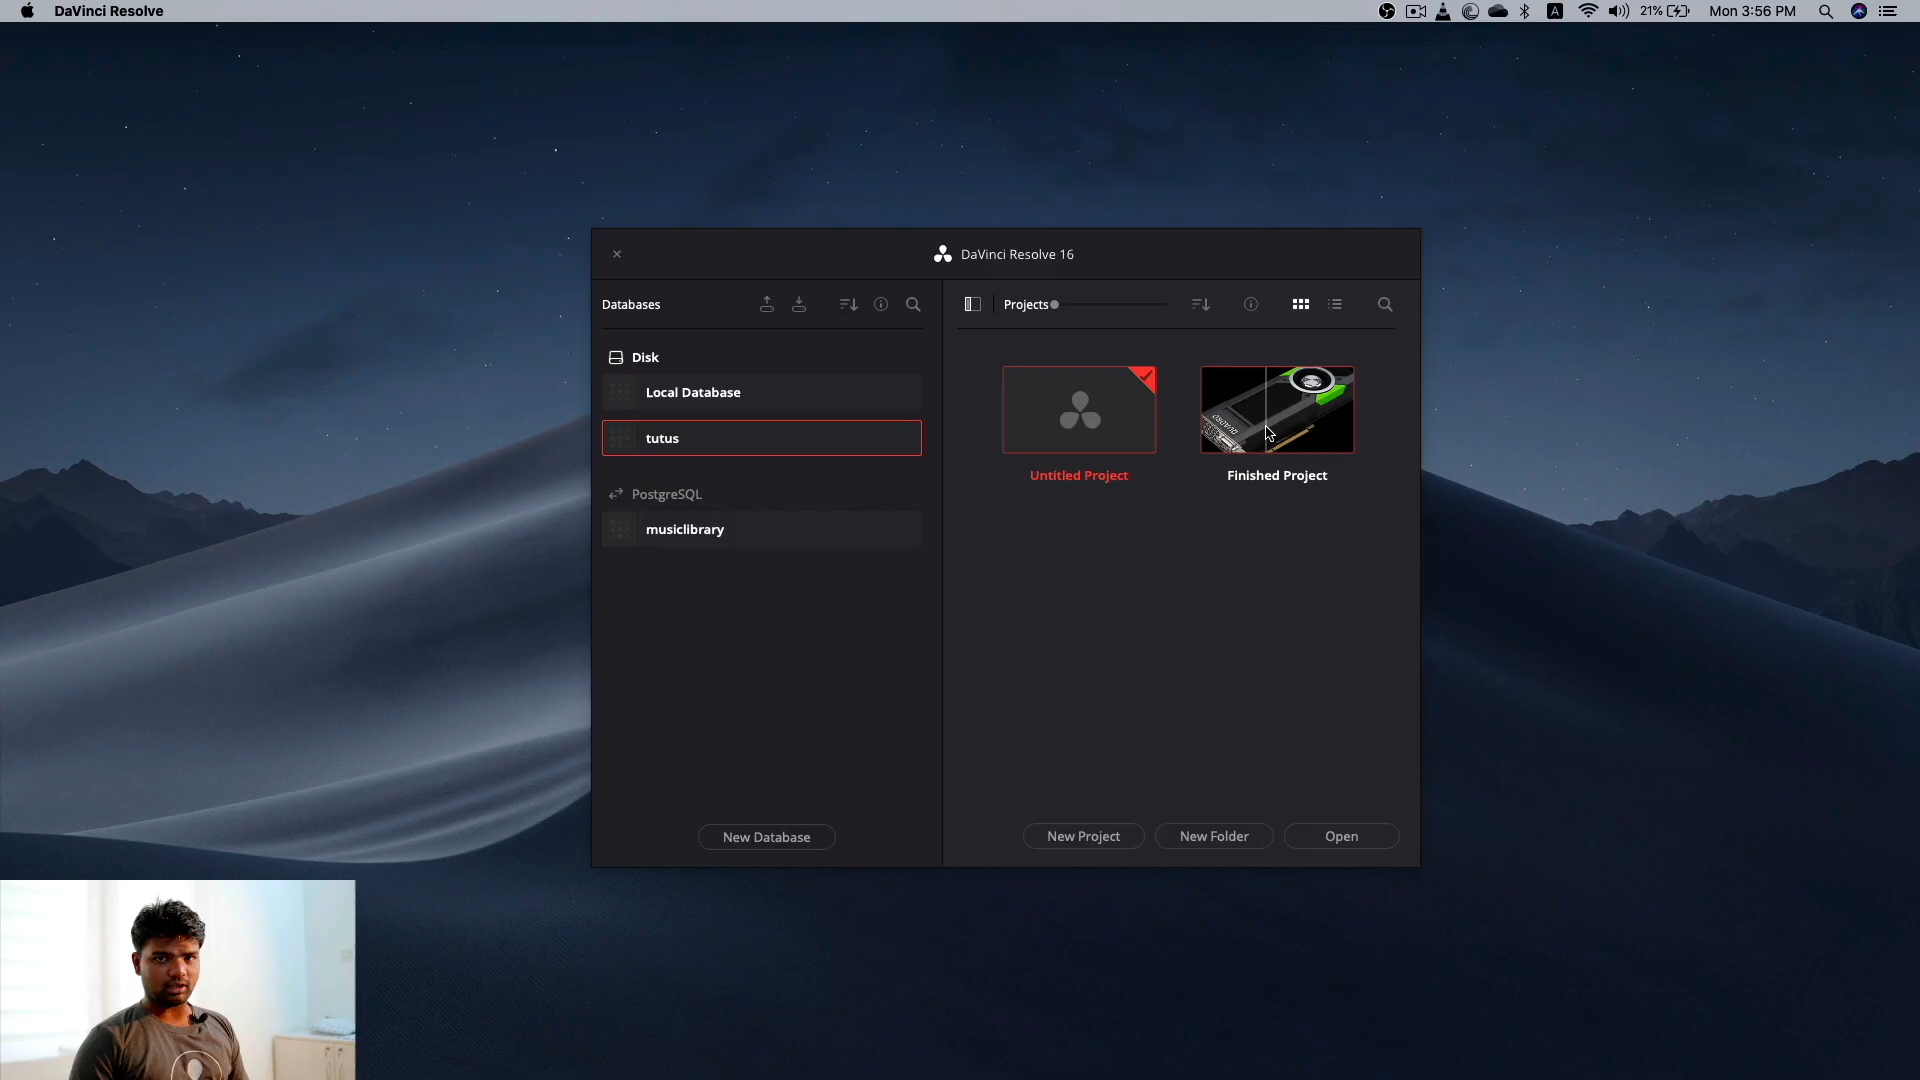 DaVinci Resolve
21%
Mon 3:56 PM
DaVinci Resolve 16
Databases
Projects
Disk
Local Database
tutus
PostgreSQL
musiclibrary
QUADRO
Untitled Project
Finished Project
New Database
New Project
New Folder
Open